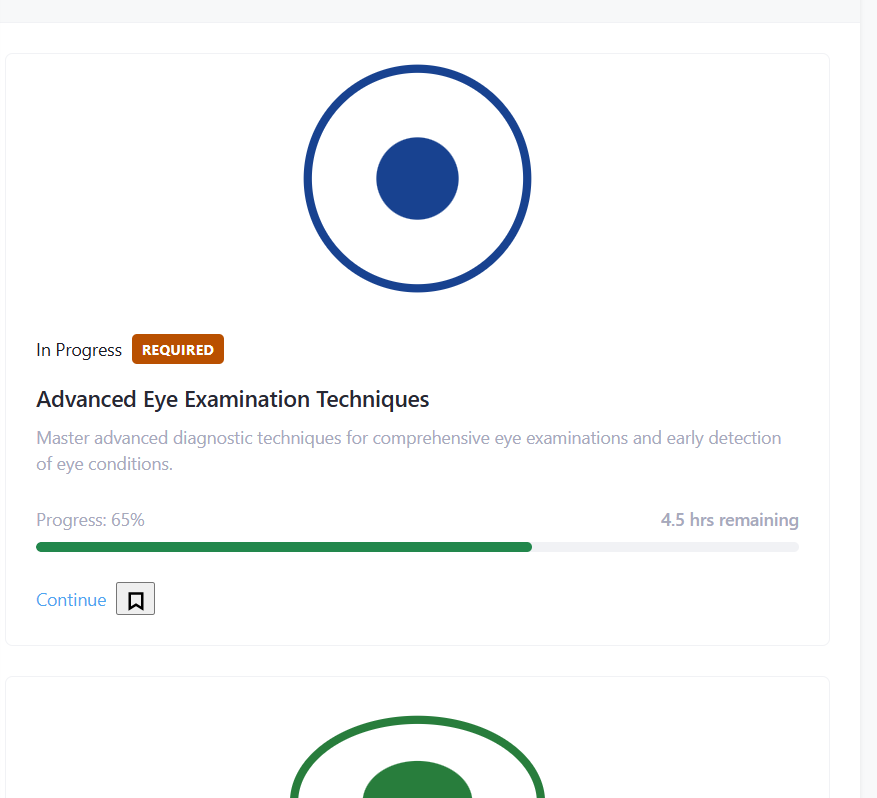 In Progress REQUIRED
Advanced Eye Examination Techniques
Master advanced diagnostic techniques for comprehensive eye examinations and early detection
of eye conditions.
Progress: 65% 4.5 hrs remaining
Continue